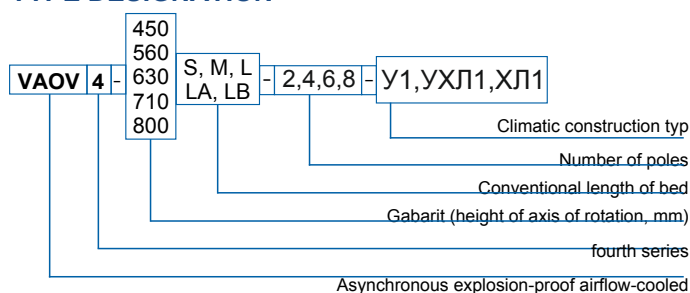 450
560
630
710
800
VAOV 4 - S, M, L - 2,4,6,8 - У1,УХЛ1,ХЛ1
LA, LB
Climatic construction typ
Number of poles
Conventional length of bed
Gabarit (height of axis of rotation, mm)
fourth series
Asynchronous explosion-proof airflow-cooled